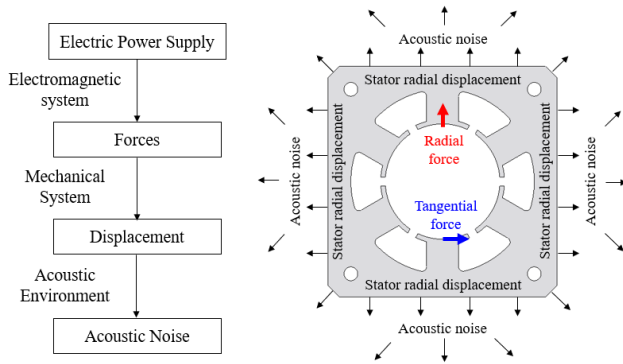 Electric Power Supply
Electromagnetic
system
Forces
Mechanical
System
Displacement
Acoustic
Environment
Acoustic Noise
Acoustic noise
Stator radial displacement
Acoustic noise
Stator radial displacement
Radial
force
Tangential
force
Stator radial displacement
Acoustic noise
Stator radial displacement
Acoustic noise